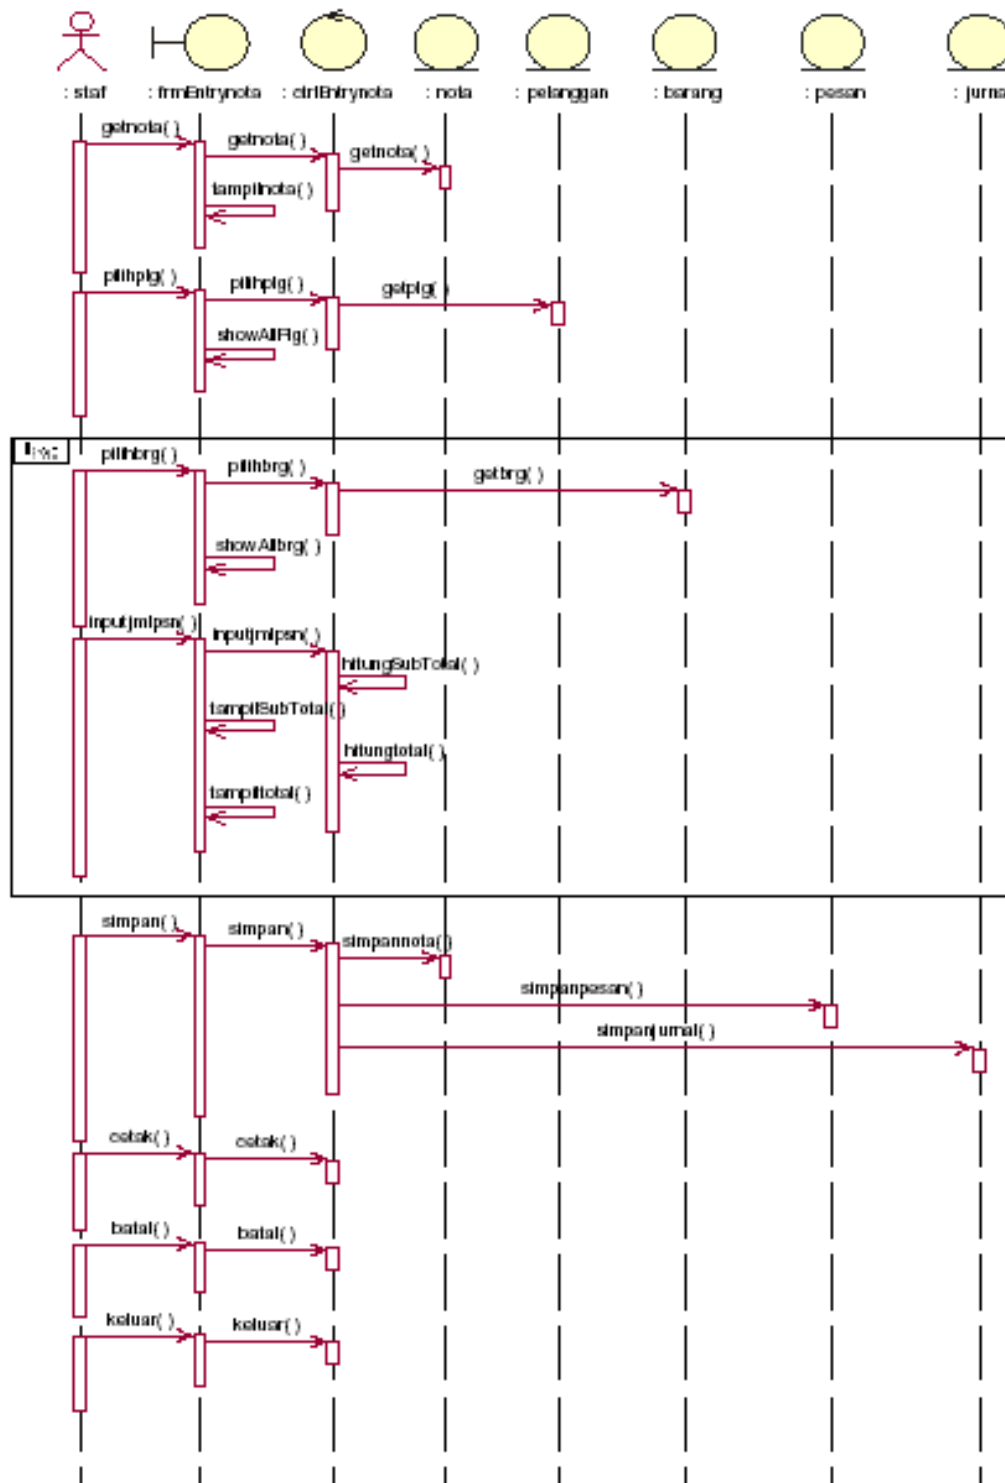 : staf : frmEntrynota : ctrlEntrynota : nota : pelanggan : barang : pesan : jurna
getnota( )
getnota( )
getnota( )
tampilnota( )
pilihplg( )
pilihplg( )
getplg( )
showAllPlg( )
pilihbrg( )
pilihbrg( )
getbrg( )
showAllbrg( )
inputjmlpsn( )
inputjmlpsn( )
hitungSubTotal( )
tampilSubTotal( )
hitungtotal( )
tampiltotal( )
simpan( )
simpan( )
simpannota( )
simpanpesan( )
simpanjurnal( )
cetak( )
cetak( )
batal( )
batal( )
keluar( )
keluar( )